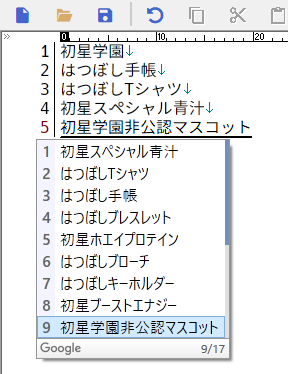 0 10 20
1 初星学園↓
2 はつぼし手帳↓
3 はつぼしTシャツ↓
4 初星スペシャル青汁↓
5 初星学園非公認マスコット
1 初星スペシャル青汁
2 はつぼしTシャツ
3 はつぼし手帳
4 はつぼしブレスレット
5 初星ホエイプロテイン
6 はつぼしブローチ
7 はつぼしキーホルダー
8 初星ブーストエナジー
9 初星学園非公認マスコット
Google 9/17